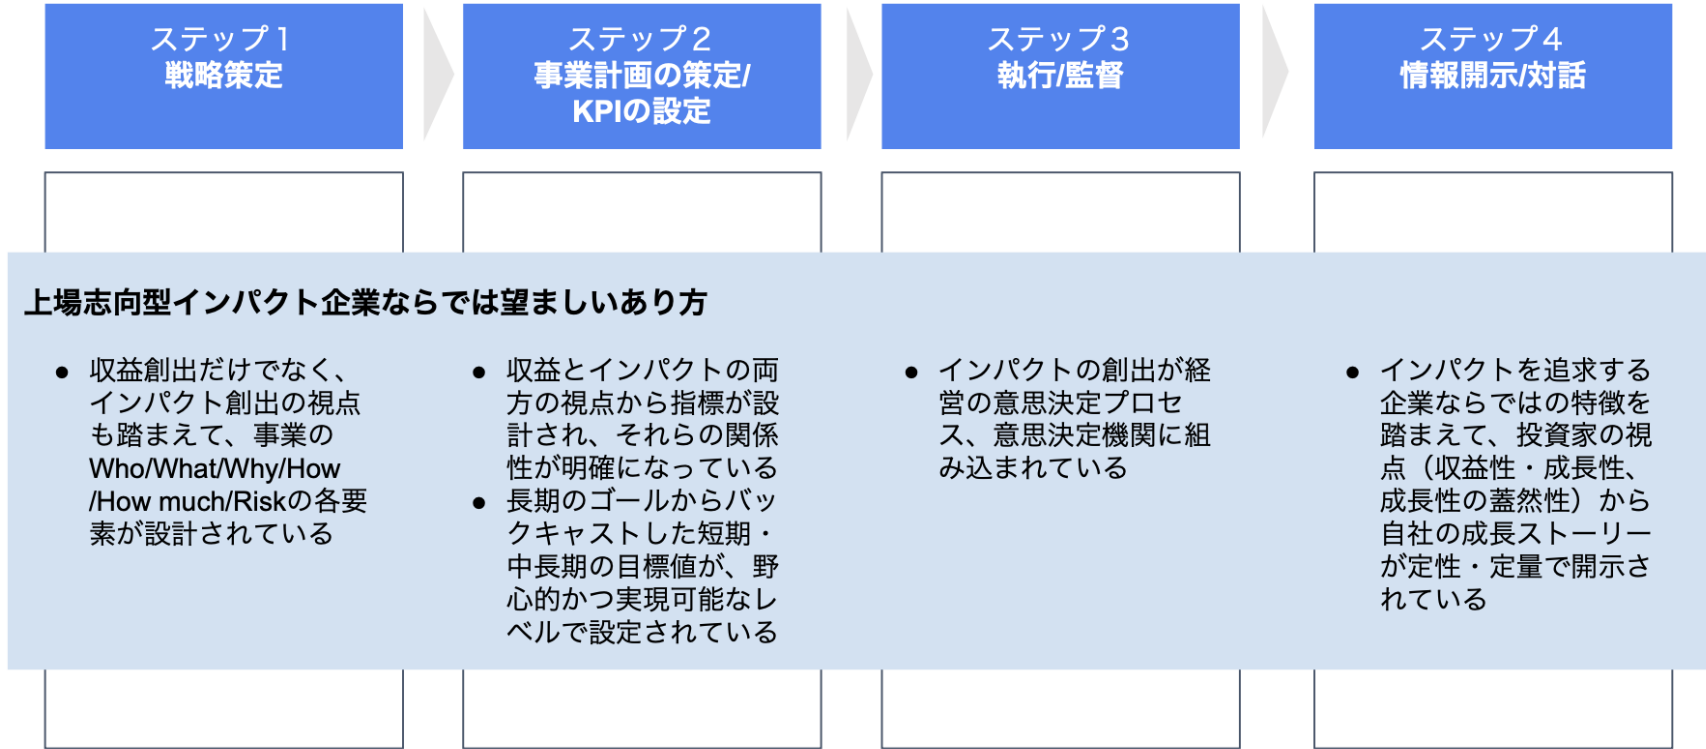 ステップ１
戦略策定
ステップ２
事業計画の策定/
KPIの設定
ステップ３
執行/監督
ステップ４
情報開示/対話
上場志向型インパクト企業ならでは望ましいあり方
● 収益創出だけでなく、
インパクト創出の視点
も踏まえて、事業の
Who/What/Why/How
/How much/Riskの各要
素が設計されている
● 収益とインパクトの両
方の視点から指標が設
計され、それらの関係
性が明確になっている
● 長期のゴールからバッ
クキャストした短期・
中長期の目標値が、野
心的かつ実現可能なレ
ベルで設定されている
● インパクトの創出が経
営の意思決定プロセ
ス、意思決定機関に組
み込まれている
● インパクトを追求する
企業ならではの特徴を
踏まえて、投資家の視
点（収益性・成長性、
成長性の蓋然性）から
自社の成長ストーリー
が定性・定量で開示さ
れている